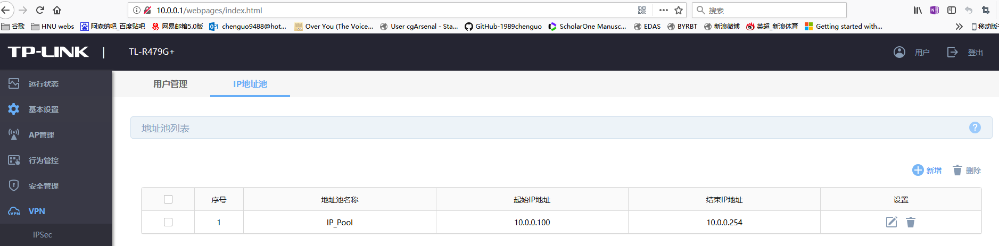 10.0.0.1/webpages/index.html
搜索
谷歌 HNU webs 阿森纳吧_百度贴吧 网易邮箱5.0版 chenguo9488@hot... Over You (The Voice... User cgArsenal - Sta... GitHub-1989chenguo ScholarOne Manusc... EDAS BYRBT 新浪微博 英超_新浪体育 Getting started with... 移动版书
TP-LINK | TL-R479G+ 用户 登出
运行状态
基本设置
AP管理
行为管控
安全管理
VPN
IPSec
用户管理 IP地址池
地址池列表
新增 删除
序号 地址池名称 起始IP地址 结束IP地址 设置
1 IP_Pool 10.0.0.100 10.0.0.254